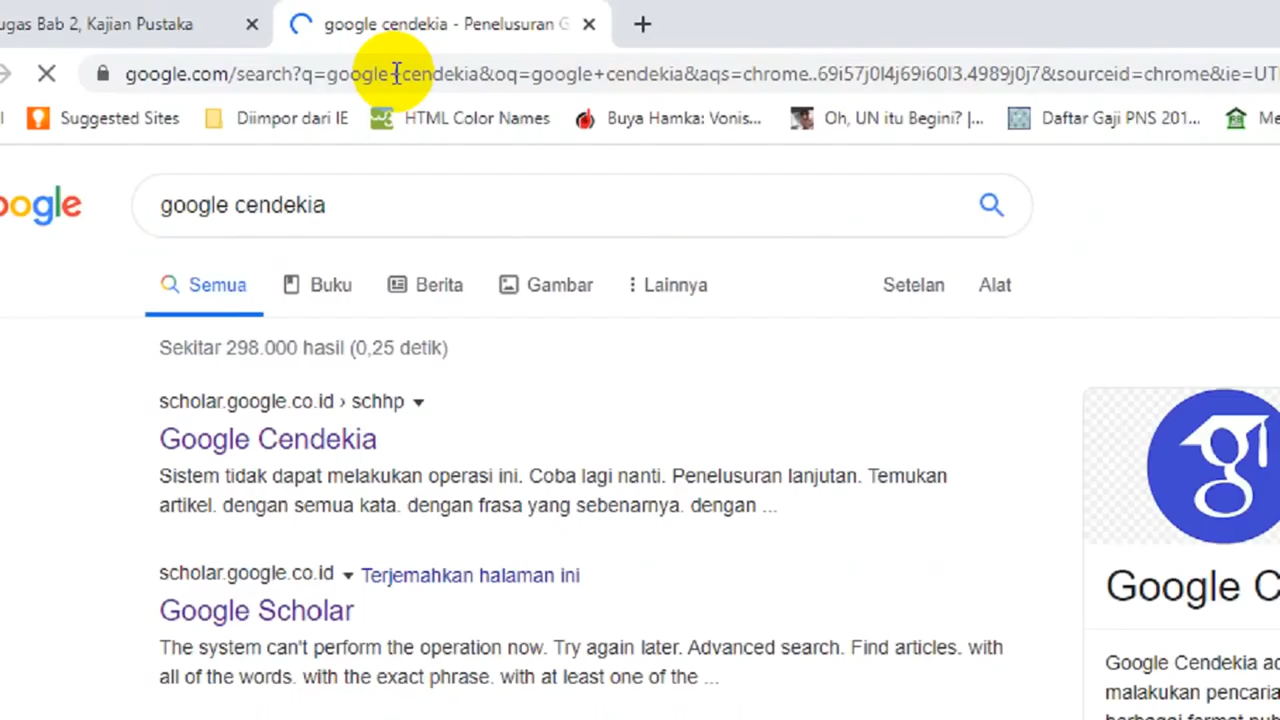 ugas Bab 2, Kajian Pustaka
google cendekia - Penelusuran G
google.com/search?q=google+cendekia&oq=google+cendekia&aqs=chrome..69i57j0l4j69i60l3.4989j0j7&sourceid=chrome&ie=UT
Suggested Sites
Diimpor dari IE
HTML Color Names
Buya Hamka: Vonis...
Oh, UN itu Begini? |...
Daftar Gaji PNS 201...
Me
oogle
google cendekia
Semua
Buku
Berita
Gambar
Lainnya
Setelan
Alat
Sekitar 298.000 hasil (0,25 detik)
scholar.google.co.id › schhp
Google Cendekia
Sistem tidak dapat melakukan operasi ini. Coba lagi nanti. Penelusuran lanjutan. Temukan
artikel. dengan semua kata. dengan frasa yang sebenarnya. dengan ...
scholar.google.co.id
Terjemahkan halaman ini
Google Scholar
The system can't perform the operation now. Try again later. Advanced search. Find articles. with
all of the words. with the exact phrase. with at least one of the ...
g
Google C
Google Cendekia ad
malakukan pencaria